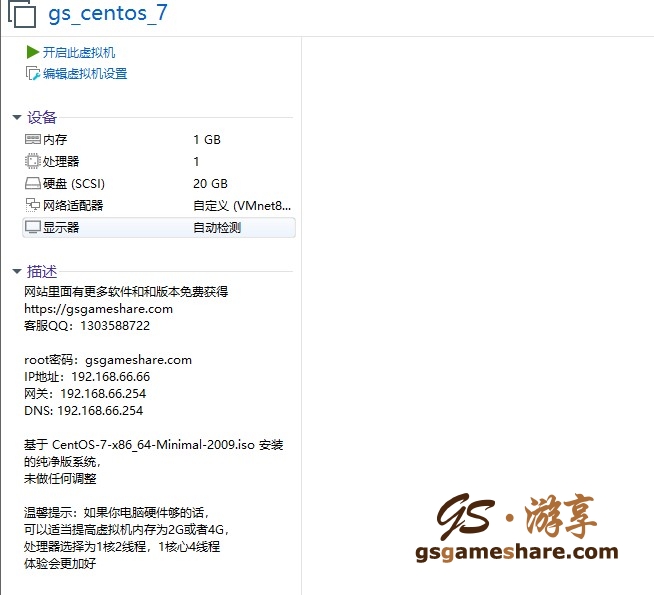 gs_centos_7
开启此虚拟机
编辑虚拟机设置
设备
内存 1 GB
处理器 1
硬盘 (SCSI) 20 GB
网络适配器 自定义 (VMnet8...
显示器 自动检测
描述
网站里面有更多软件和和版本免费获得
https://gsgameshare.com
客服QQ：1303588722
root密码：gsgameshare.com
IP地址：192.168.66.66
网关：192.168.66.254
DNS: 192.168.66.254
基于 CentOS-7-x86_64-Minimal-2009.iso 安装
的纯净版系统，
未做任何调整
温馨提示：如果你电脑硬件够的话，
可以适当提高虚拟机内存为2G或者4G，
处理器选择为1核2线程，1核心4线程
体验会更加好
GS·游享
gsgameshare.com